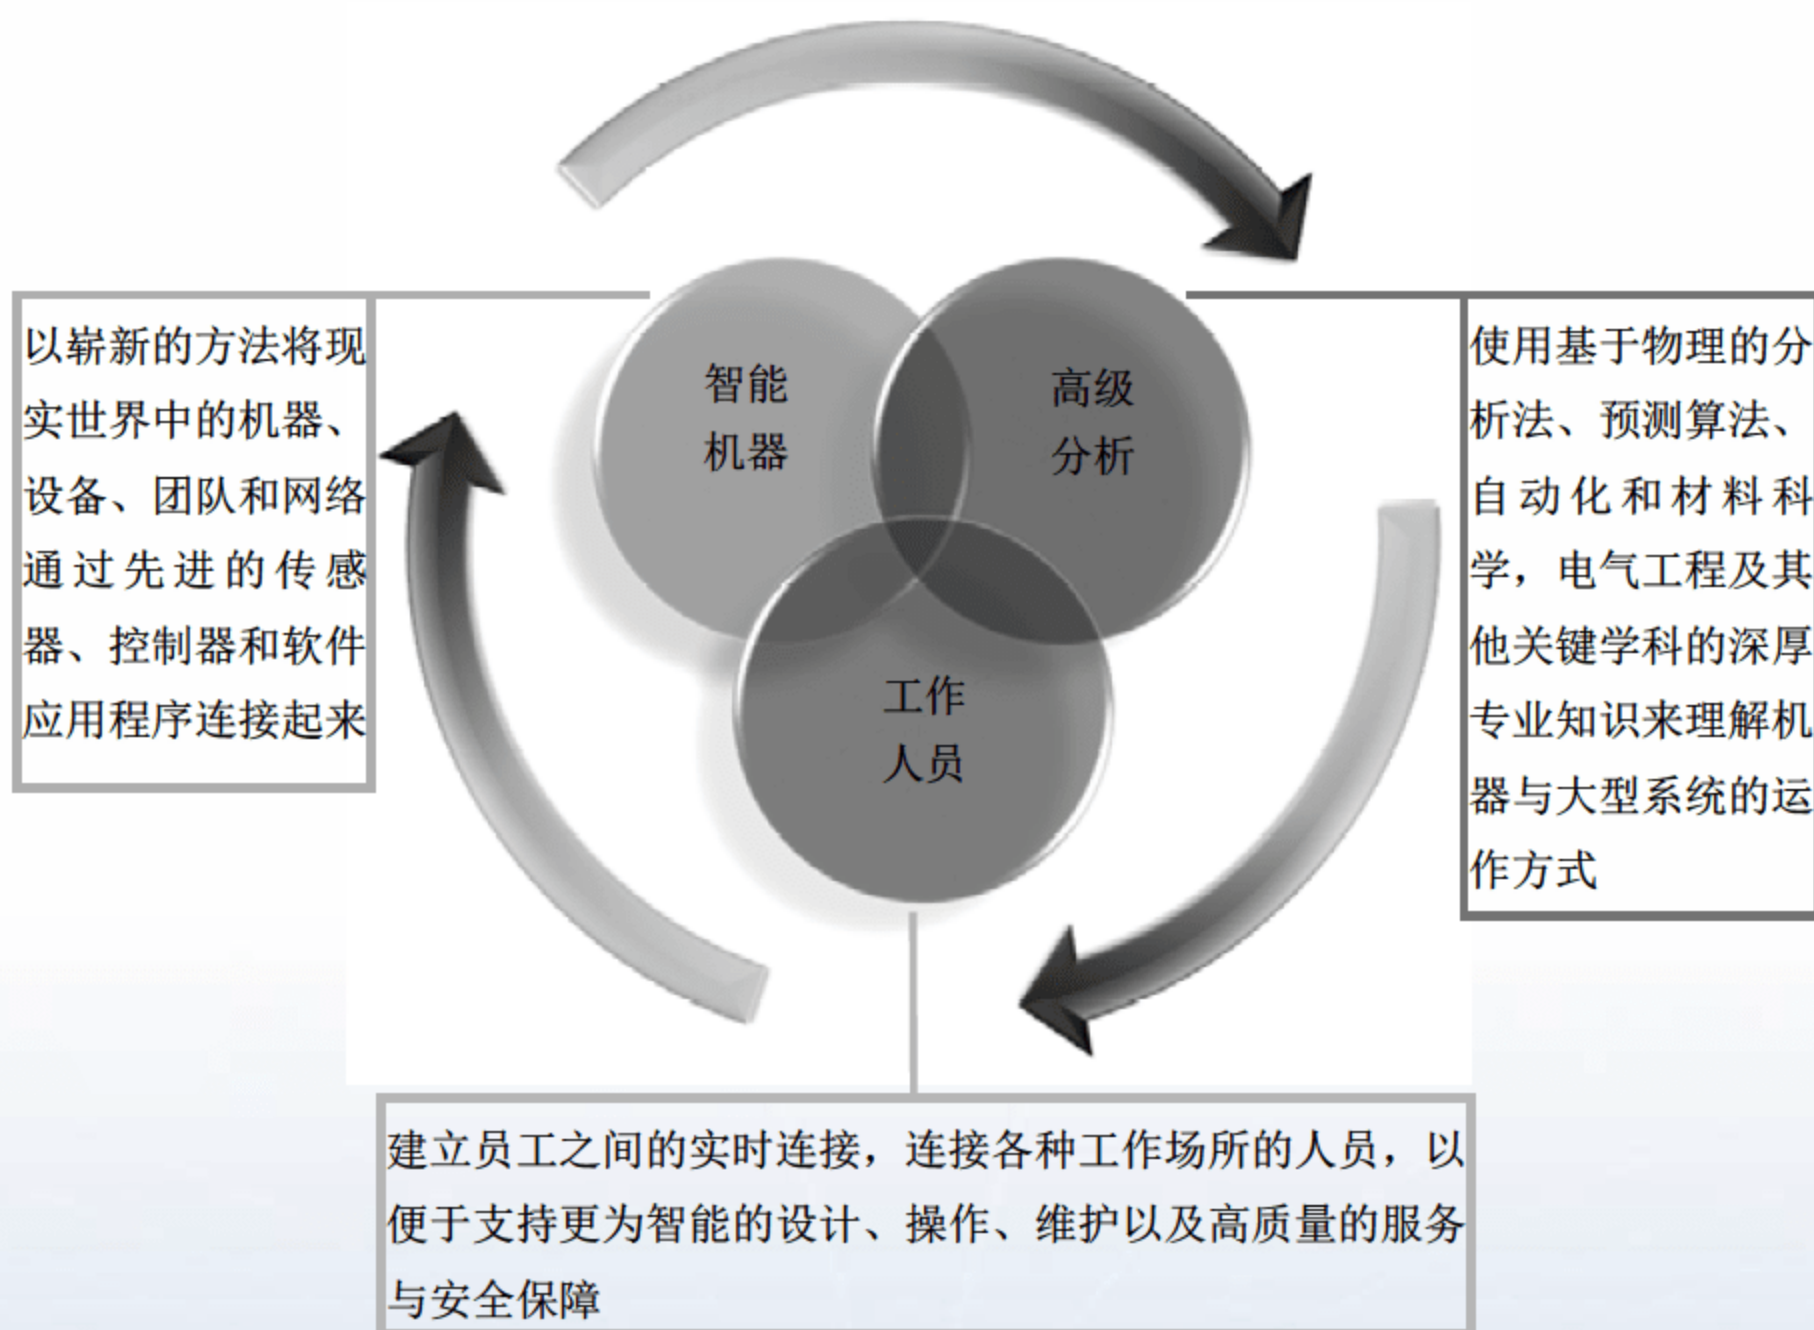 智能
机器
高级
分析
工作
人员
以崭新的方法将现
实世界中的机器、
设备、团队和网络
通过先进的传感
器、控制器和软件
应用程序连接起来
使用基于物理的分
析法、预测算法、
自动化和材料科
学，电气工程及其
他关键学科的深厚
专业知识来理解机
器与大型系统的运
作方式
建立员工之间的实时连接，连接各种工作场所的人员，以
便于支持更为智能的设计、操作、维护以及高质量的服务
与安全保障